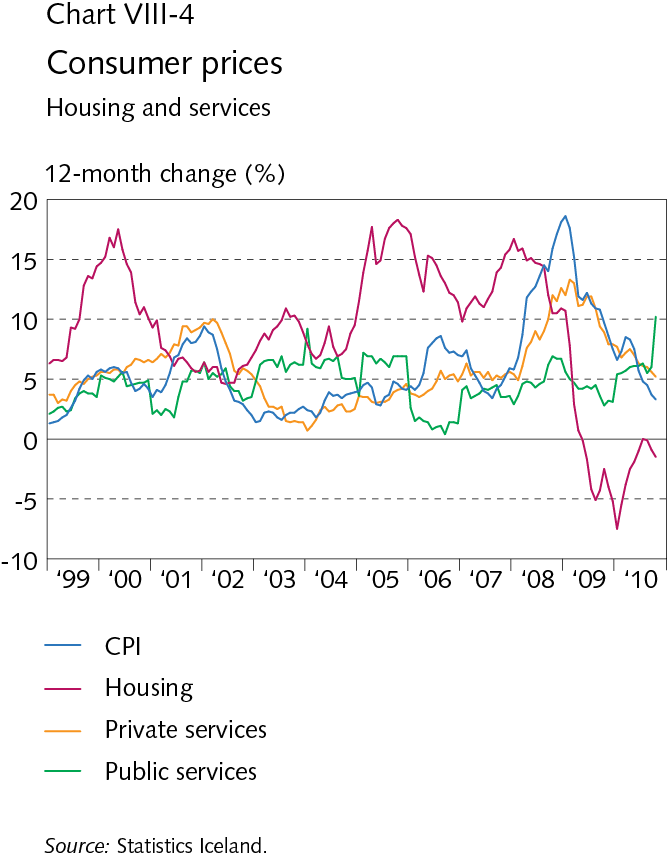 Chart VIII-4
Consumer prices
Housing and services
12-month change (%)
20
15
10
5
0
-5
-10
‘99 ‘00 ‘01 ‘02 ‘03 ‘04 ‘05 ‘06 ‘07 ‘08 ‘09 ‘10
CPI
Housing
Private services
Public services
Source: Statistics Iceland.